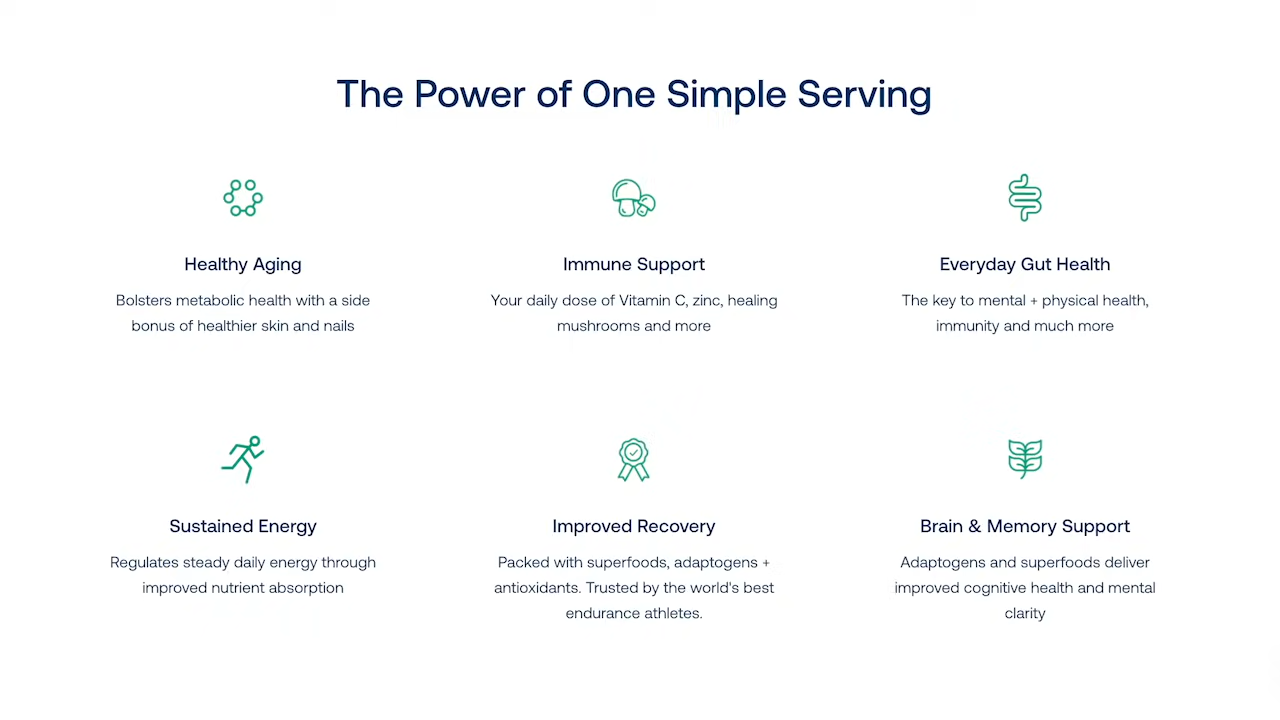 The Power of One Simple Serving
Healthy Aging
Bolsters metabolic health with a side
bonus of healthier skin and nails
Immune Support
Your daily dose of Vitamin C, zinc, healing
mushrooms and more
Everyday Gut Health
The key to mental + physical health,
immunity and much more
Sustained Energy
Regulates steady daily energy through
improved nutrient absorption
Improved Recovery
Packed with superfoods, adaptogens +
antioxidants. Trusted by the world's best
endurance athletes.
Brain & Memory Support
Adaptogens and superfoods deliver
improved cognitive health and mental
clarity